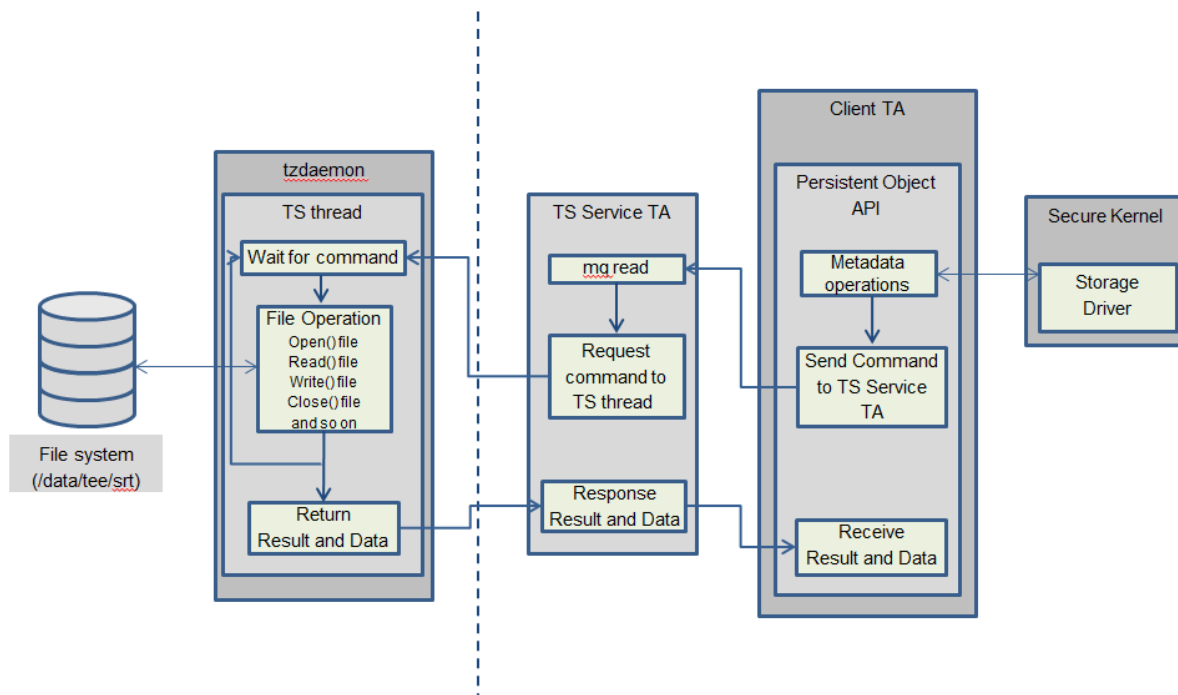 tzdaemon
TS thread
Wait for command
File Operation
Open() file
Read() file
Write() file
Close() file
and so on
Return
Result and Data
File system
(/data/tee/srt)
TS Service TA
mq read
Request
command to
TS thread
Response
Result and Data
Client TA
Persistent Object
API
Metadata
operations
Send Command
to TS Service
TA
Receive
Result and Data
Secure Kernel
Storage
Driver